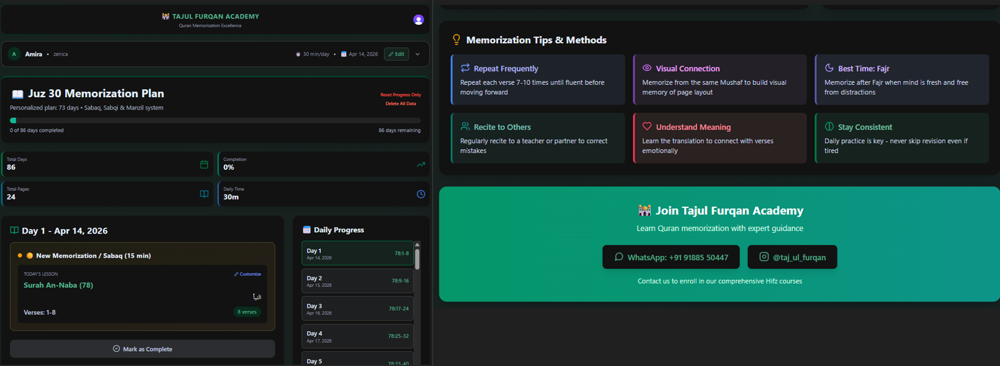 TAJUL FURQAN ACADEMY
Quran Memorization Excellence
A Amira • zenica
30 min/day • Apr 14, 2026 Edit
Juz 30 Memorization Plan
Personalized plan: 73 days • Sabaq, Sabqi & Manzil system
Reset Progress Only
Delete All Data
0 of 86 days completed
86 days remaining
Total Days
86
Completion
0%
Total Pages
24
Daily Time
30m
Day 1 - Apr 14, 2026
New Memorization / Sabaq (15 min)
TODAY'S LESSON
Customize
Surah An-Naba (78)
النبأ
Verses: 1-8
8 verses
Mark as Complete
Daily Progress
Day 1
Apr 14, 2026
78:1-8
Day 2
Apr 15, 2026
78:9-16
Day 3
Apr 16, 2026
78:17-24
Day 4
Apr 17, 2026
78:25-32
Day 5
78:33-40
Memorization Tips & Methods
Repeat Frequently
Repeat each verse 7-10 times until fluent before
moving forward
Visual Connection
Memorize from the same Mushaf to build visual
memory of page layout
Best Time: Fajr
Memorize after Fajr when mind is fresh and free
from distractions
Recite to Others
Regularly recite to a teacher or partner to correct
mistakes
Understand Meaning
Learn the translation to connect with verses
emotionally
Stay Consistent
Daily practice is key - never skip revision even if
tired
Join Tajul Furqan Academy
Learn Quran memorization with expert guidance
WhatsApp: +91 91885 50447
@taj_ul_furqan
Contact us to enroll in our comprehensive Hifz courses